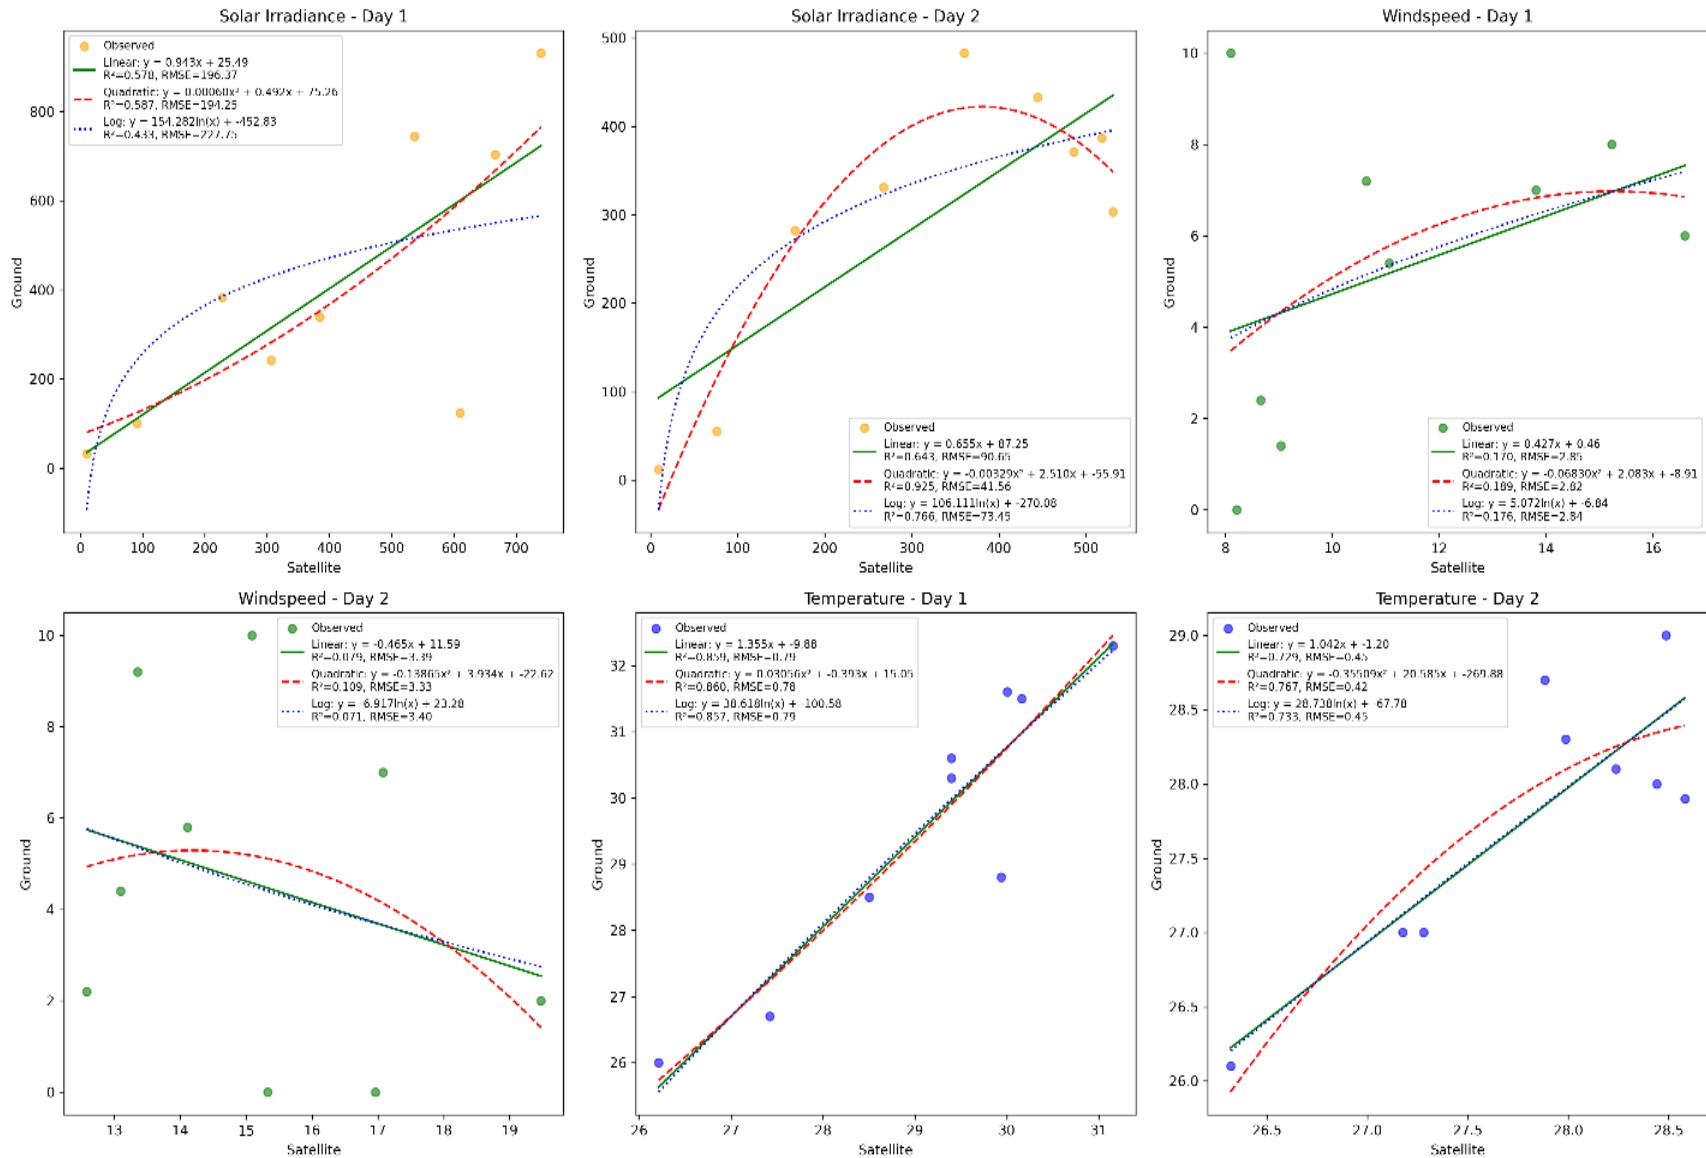 Solar Irradiance - Day 1
Observed
Linear: y = 0.943x + 25.49
R²=0.578, RMSE=196.37
Quadratic: y = 0.00060x² + 0.492x + 75.26
R²=0.587, RMSE=194.25
Log: y = 154.282ln(x) + -452.83
R²=0.433, RMSE=227.75
800
600
400
200
0
Ground
0 100 200 300 400 500 600 700
Satellite
Solar Irradiance - Day 2
500
400
300
200
100
0
Ground
Observed
Linear: y = 0.655x + 87.25
R²=0.643, RMSE=90.65
Quadratic: y = -0.00329x² + 2.510x + -55.91
R²=0.925, RMSE=41.56
Log: y = 106.111ln(x) + -270.08
R²=0.766, RMSE=73.45
0 100 200 300 400 500
Satellite
Windspeed - Day 1
10
8
6
4
2
0
Ground
Observed
Linear: y = 0.427x + 0.46
R²=0.170, RMSE=2.85
Quadratic: y = -0.06830x² + 2.083x + -8.91
R²=0.189, RMSE=2.82
Log: y = 5.072ln(x) + -6.84
R²=0.176, RMSE=2.84
8 10 12 14 16
Satellite
Windspeed - Day 2
Observed
Linear: y = -0.465x + 11.59
R²=0.079, RMSE=3.39
Quadratic: y = -0.13865x² + 3.934x + -22.62
R²=0.109, RMSE=3.33
Log: y = -6.917ln(x) + 23.28
R²=0.071, RMSE=3.40
10
8
6
4
2
0
Ground
13 14 15 16 17 18 19
Satellite
Temperature - Day 1
Observed
Linear: y = 1.355x + -9.88
R²=0.859, RMSE=0.79
Quadratic: y = 0.03056x² + -0.393x + 15.05
R²=0.860, RMSE=0.78
Log: y = 38.618ln(x) + -100.58
R²=0.857, RMSE=0.79
32
31
30
29
28
27
26
Ground
26 27 28 29 30 31
Satellite
Temperature - Day 2
Observed
Linear: y = 1.042x + -1.20
R²=0.729, RMSE=0.45
Quadratic: y = -0.35509x² + 20.585x + -269.88
R²=0.767, RMSE=0.42
Log: y = 28.738ln(x) + -67.78
R²=0.733, RMSE=0.45
29.0
28.5
28.0
27.5
27.0
26.5
26.0
Ground
26.5 27.0 27.5 28.0 28.5
Satellite